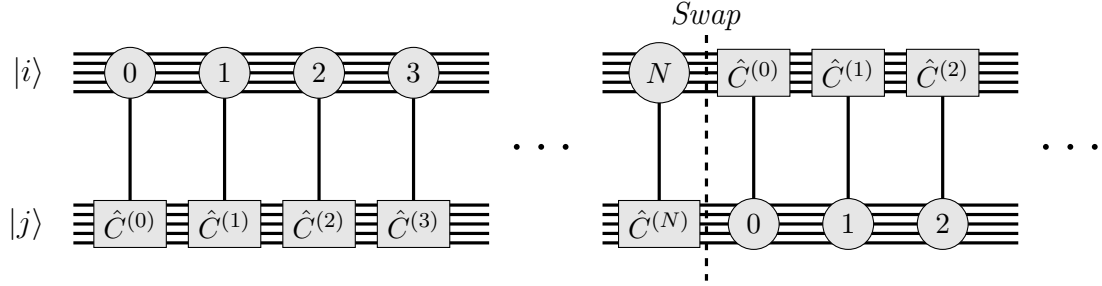 Swap
|i⟩ 0 1 2 3 · · · N Ĉ⁽⁰⁾ Ĉ⁽¹⁾ Ĉ⁽²⁾ · · ·
|j⟩ Ĉ⁽⁰⁾ Ĉ⁽¹⁾ Ĉ⁽²⁾ Ĉ⁽³⁾ Ĉ⁽ᴺ⁾ 0 1 2